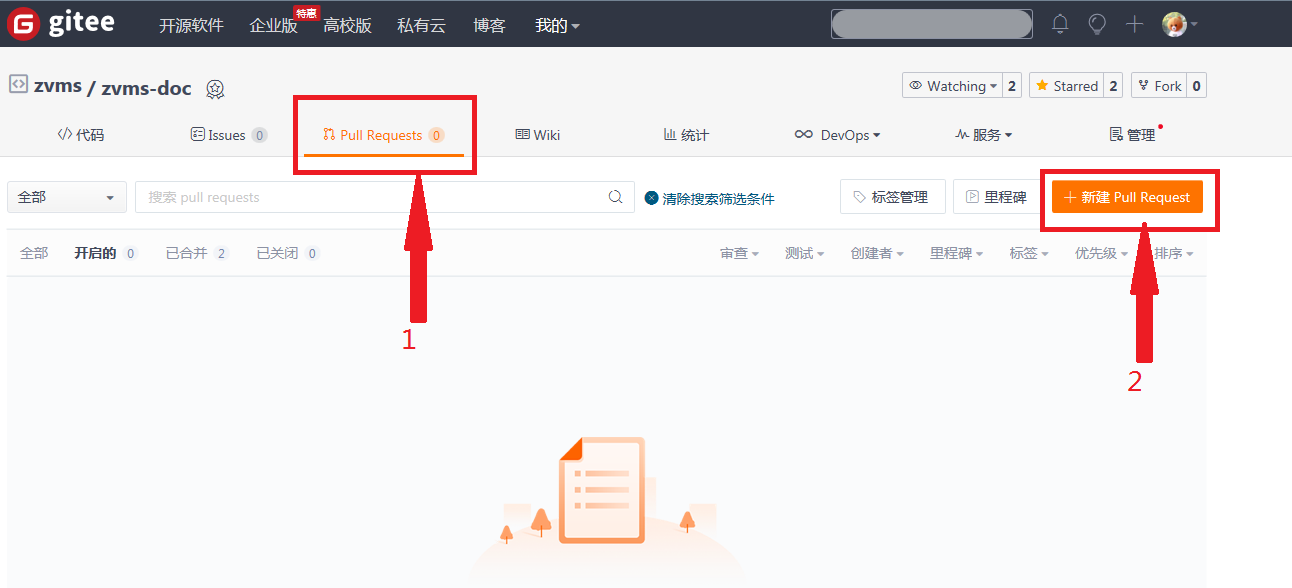 gitee 开源软件 企业版 特惠 高校版 私有云 博客 我的
zvms / zvms-doc Watching 2 Starred 2 Fork 0
代码 Issues 0 Pull Requests 0 Wiki 统计 DevOps 服务 管理
全部 搜索 pull requests 清除搜索筛选条件 标签管理 里程碑 + 新建 Pull Request
全部 开启的 0 已合并 2 已关闭 0 审查 测试 创建者 里程碑 标签 优先级 排序
1
2